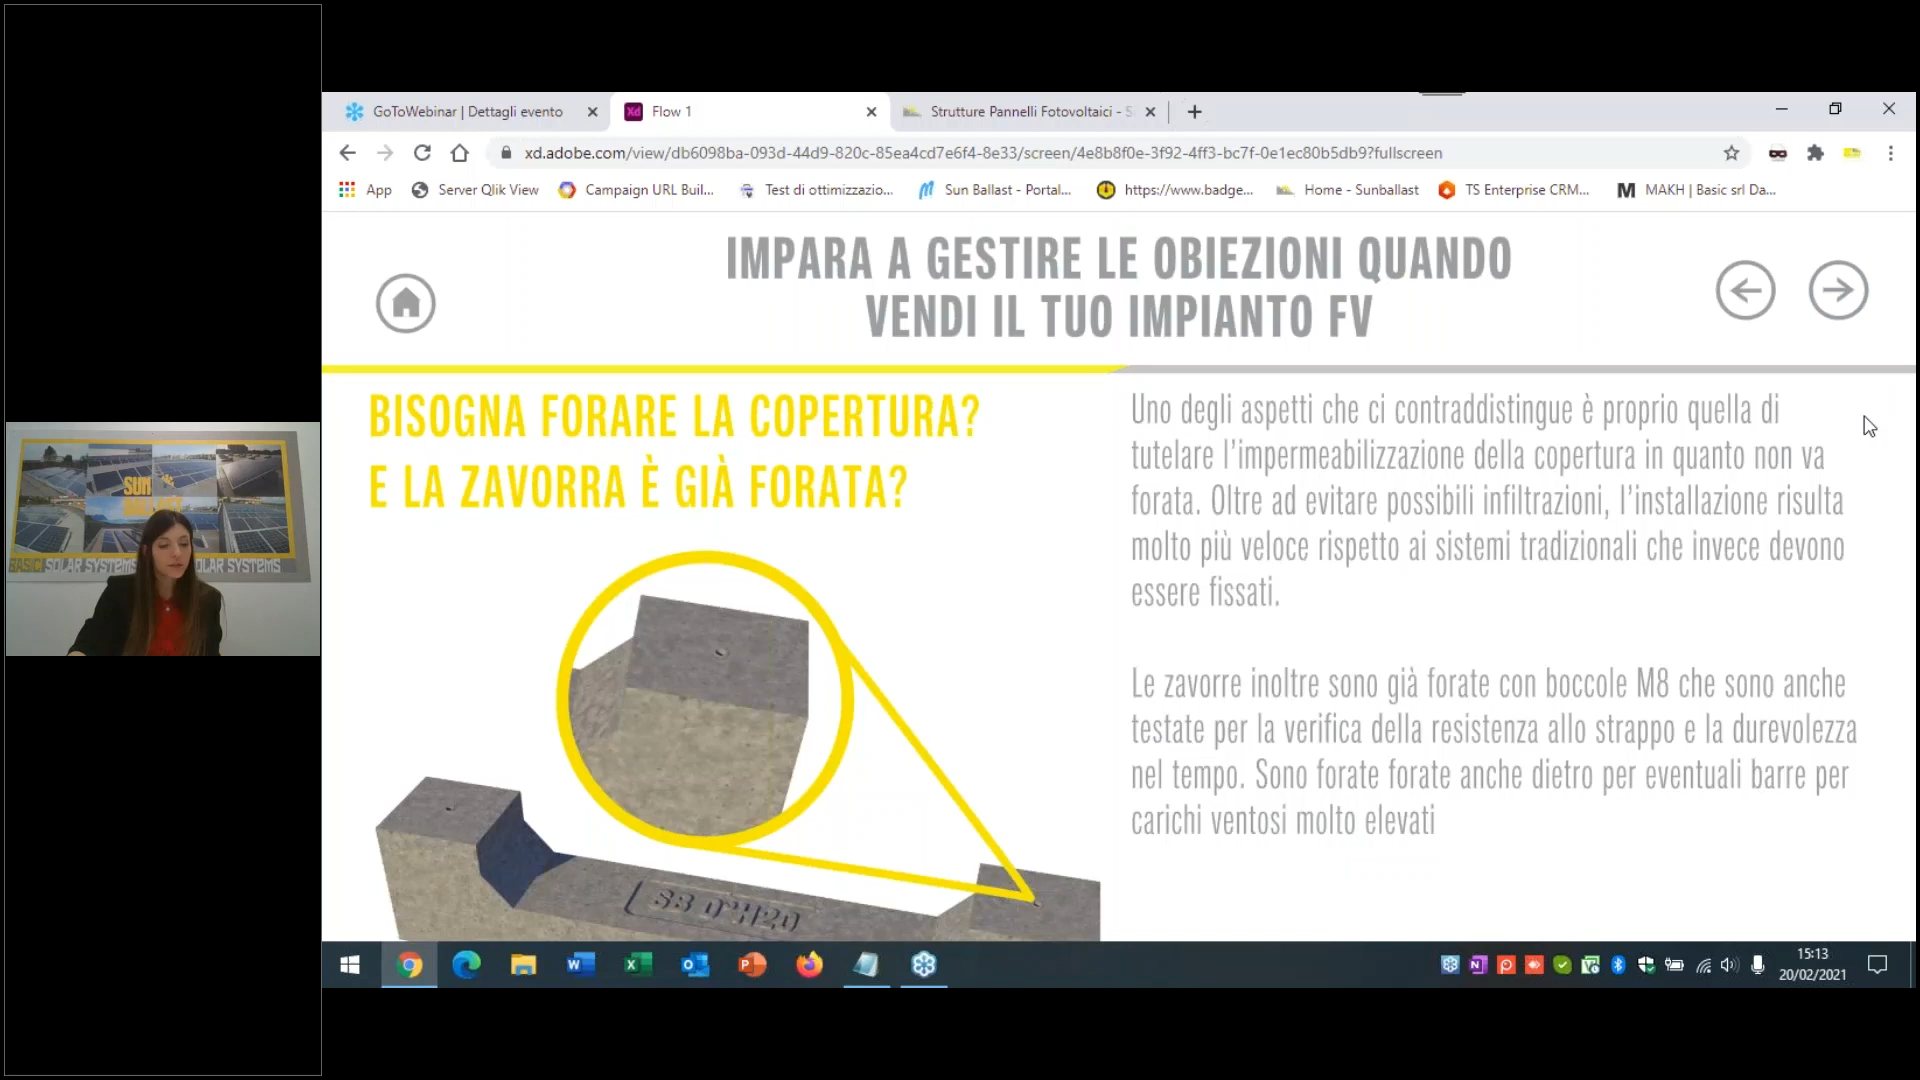 GoToWebinar | Dettagli evento
Flow 1
Strutture Pannelli Fotovoltaici - S
xd.adobe.com/view/db6098ba-093d-44d9-820c-85ea4cd7e6f4-8e33/screen/4e8b8f0e-3f92-4ff3-bc7f-0e1ec80b5db9?fullscreen
App
Server Qlik View
Campaign URL Buil...
Test di ottimizzazio...
Sun Ballast - Portal...
https://www.badge...
Home - Sunballast
TS Enterprise CRM...
MAKH | Basic srl Da...
IMPARA A GESTIRE LE OBIEZIONI QUANDO
VENDI IL TUO IMPIANTO FV
BISOGNA FORARE LA COPERTURA?
E LA ZAVORRA È GIÀ FORATA?
Uno degli aspetti che ci contraddistingue è proprio quella di
tutelare l'impermeabilizzazione della copertura in quanto non va
forata. Oltre ad evitare possibili infiltrazioni, l'installazione risulta
molto più veloce rispetto ai sistemi tradizionali che invece devono
essere fissati.
Le zavorre inoltre sono già forate con boccole M8 che sono anche
testate per la verifica della resistenza allo strappo e la durevolezza
nel tempo. Sono forate forate anche dietro per eventuali barre per
carichi ventosi molto elevati
SUN
BASIC SOLAR SYSTEMS
OLAR SYSTEMS
15:13
20/02/2021